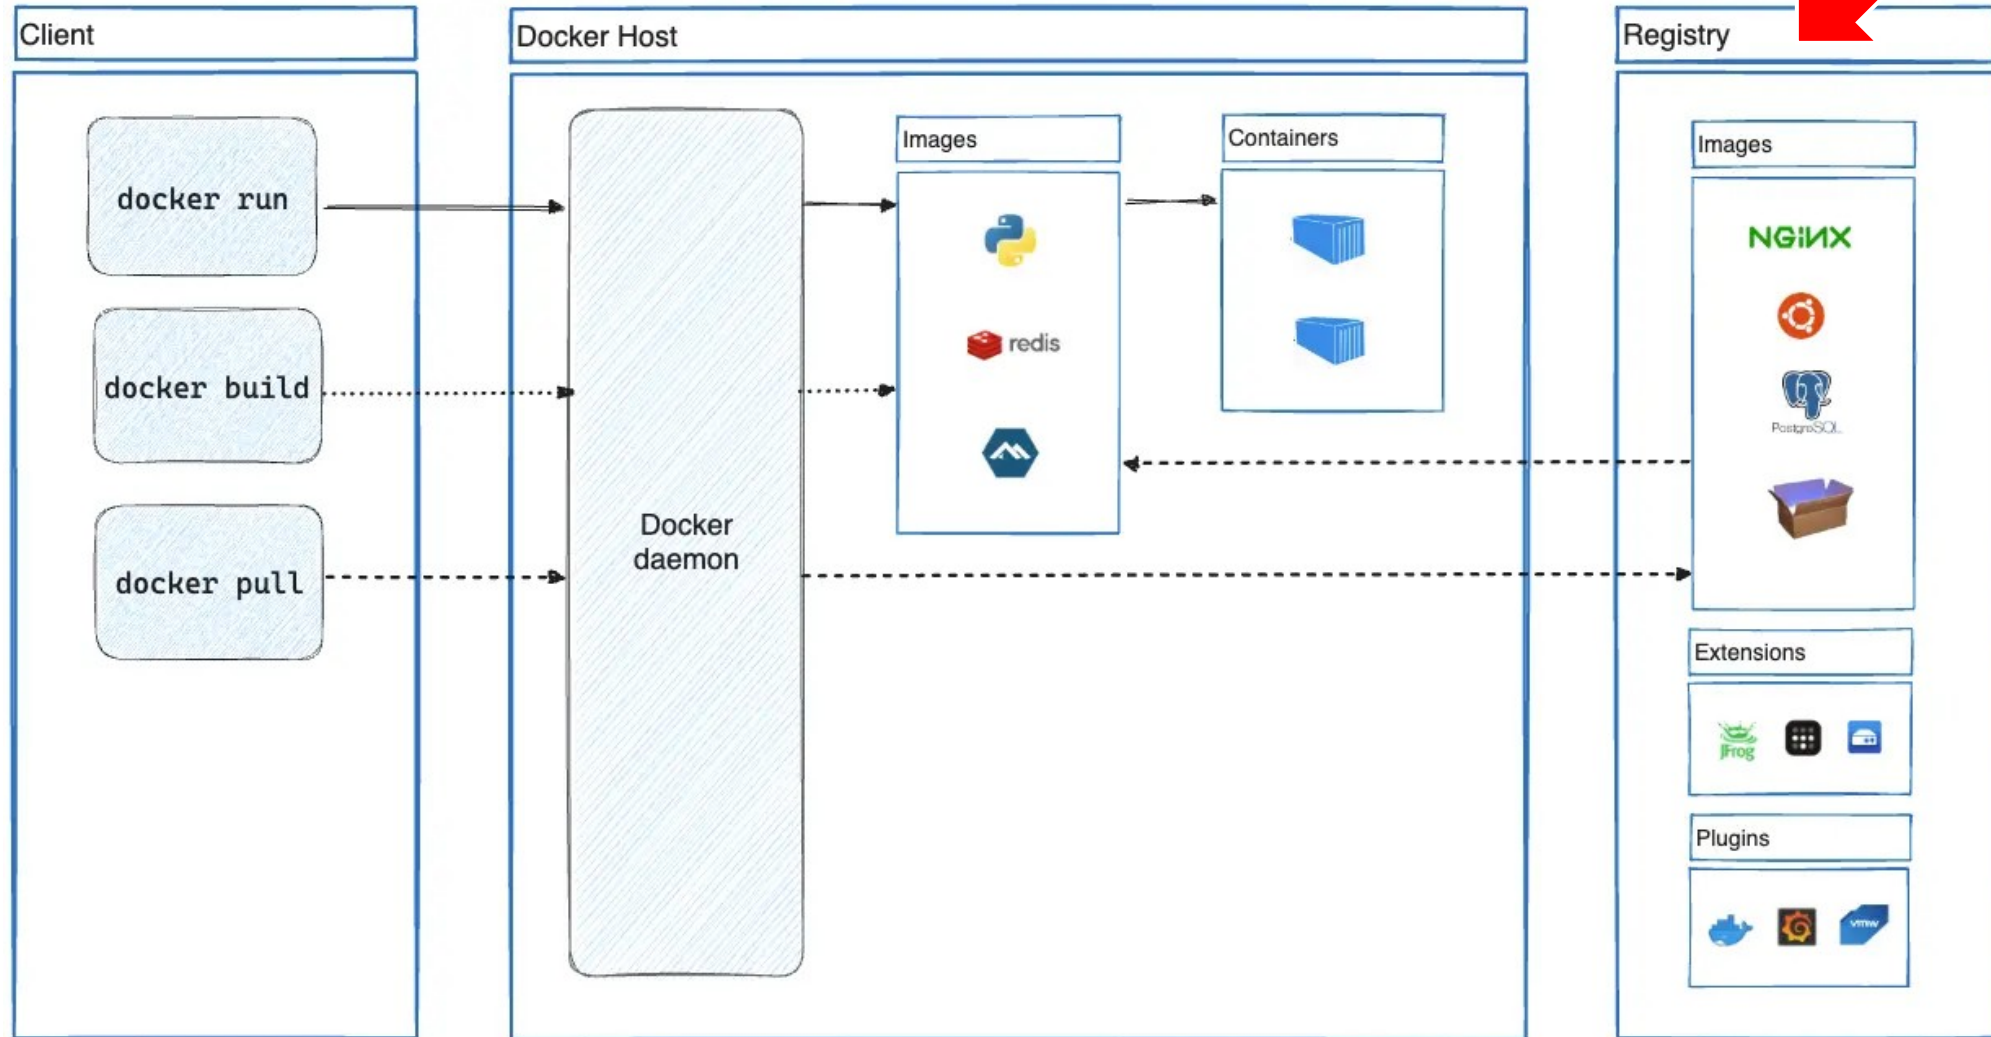 Client
docker run
docker build
docker pull
Docker Host
Docker
daemon
Images
redis
Containers
Registry
Images
NGiNX
PostgreSQL
Extensions
JFrog
Plugins
vmw